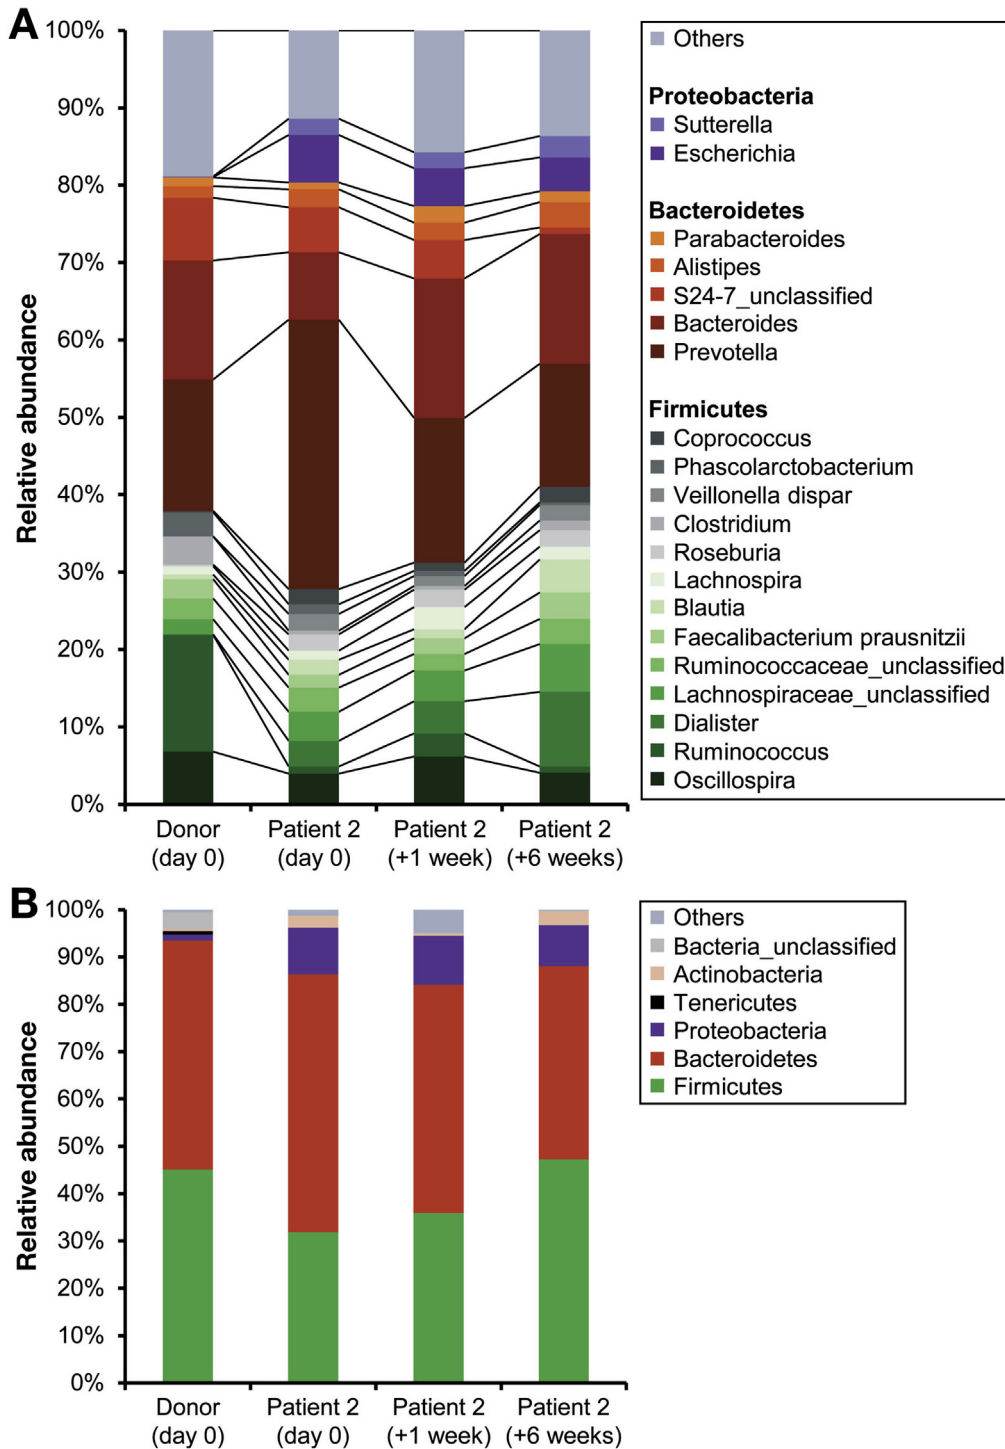 A
100%
90%
80%
70%
60%
50%
40%
30%
20%
10%
0%
Relative abundance
Donor
(day 0)
Patient 2
(day 0)
Patient 2
(+1 week)
Patient 2
(+6 weeks)
Others
Proteobacteria
Sutterella
Escherichia
Bacteroidetes
Parabacteroides
Alistipes
S24-7_unclassified
Bacteroides
Prevotella
Firmicutes
Coprococcus
Phascolarctobacterium
Veillonella dispar
Clostridium
Roseburia
Lachnospira
Blautia
Faecalibacterium prausnitzii
Ruminococcaceae_unclassified
Lachnospiraceae_unclassified
Dialister
Ruminococcus
Oscillospira
B
100%
90%
80%
70%
60%
50%
40%
30%
20%
10%
0%
Relative abundance
Donor
(day 0)
Patient 2
(day 0)
Patient 2
(+1 week)
Patient 2
(+6 weeks)
Others
Bacteria_unclassified
Actinobacteria
Tenericutes
Proteobacteria
Bacteroidetes
Firmicutes